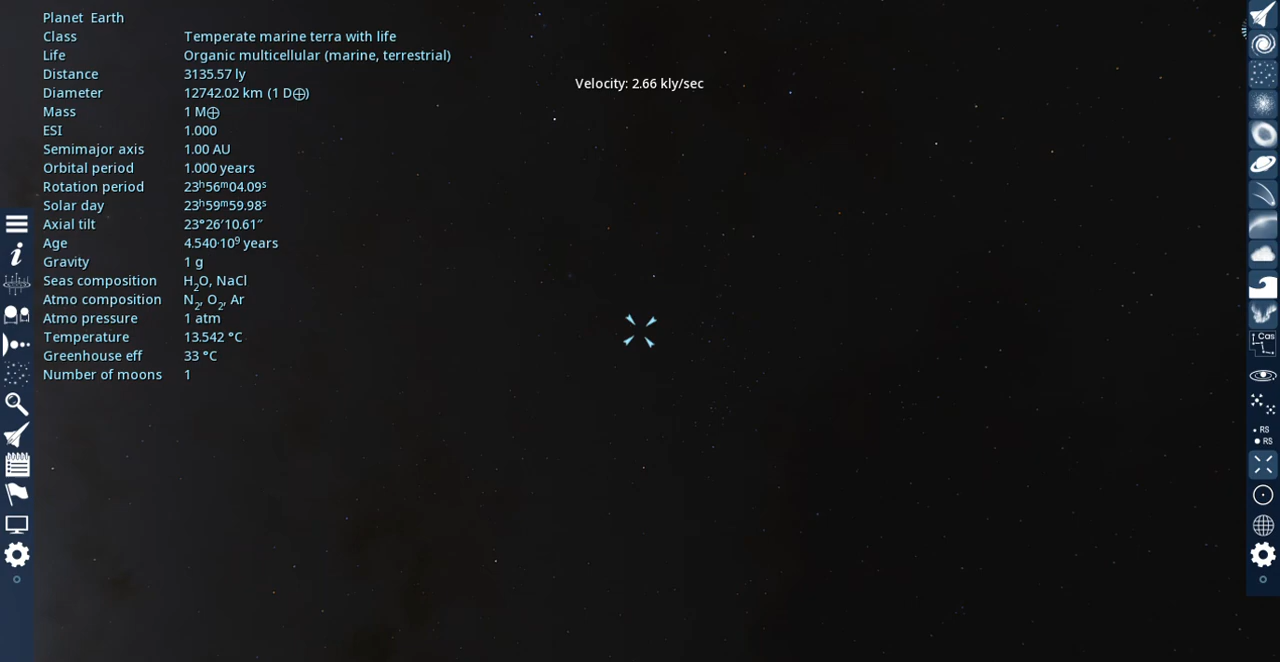 Planet Earth
Class Temperate marine terra with life
Life Organic multicellular (marine, terrestrial)
Distance 3135.57 ly
Diameter 12742.02 km (1 D⊕)
Mass 1 M⊕
ESI 1.000
Semimajor axis 1.00 AU
Orbital period 1.000 years
Rotation period 23ʰ56ᵐ04.09ˢ
Solar day 23ʰ59ᵐ59.98ˢ
Axial tilt 23°26′10.61″
Age 4.540·10⁹ years
Gravity 1 g
Seas composition H₂O, NaCl
Atmo composition N₂, O₂, Ar
Atmo pressure 1 atm
Temperature 13.542 °C
Greenhouse eff 33 °C
Number of moons 1
Velocity: 2.66 kly/sec
Cas
RS
RS